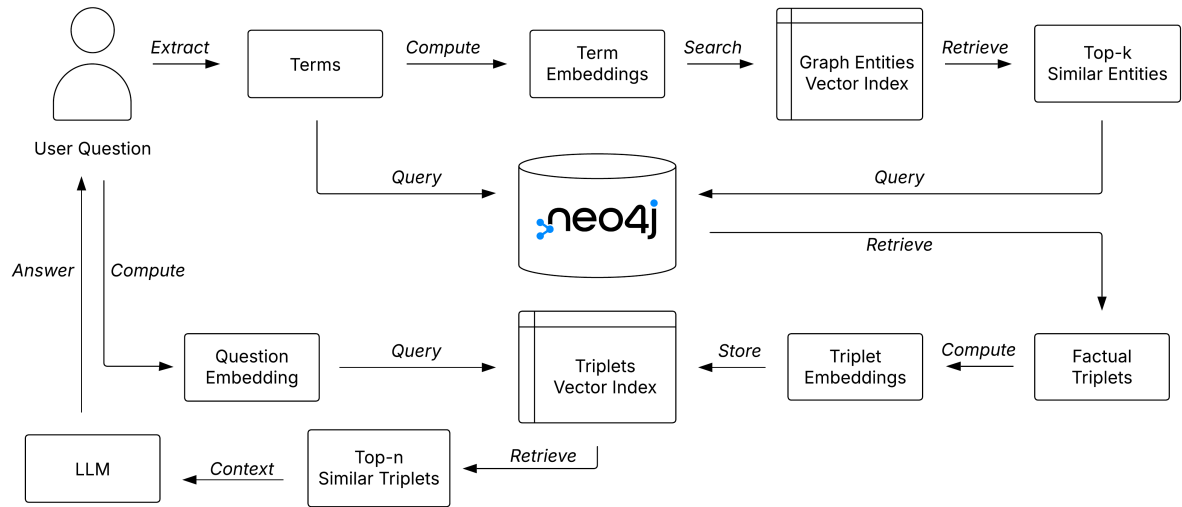 Extract
Compute
Search
Retrieve
Terms
Term
Embeddings
Graph Entities
Vector Index
Top-k
Similar Entities
User Question
Query
Query
neo4j
Retrieve
Answer
Compute
Question
Embedding
Query
Triplets
Vector Index
Store
Triplet
Embeddings
Compute
Factual
Triplets
LLM
Context
Top-n
Similar Triplets
Retrieve